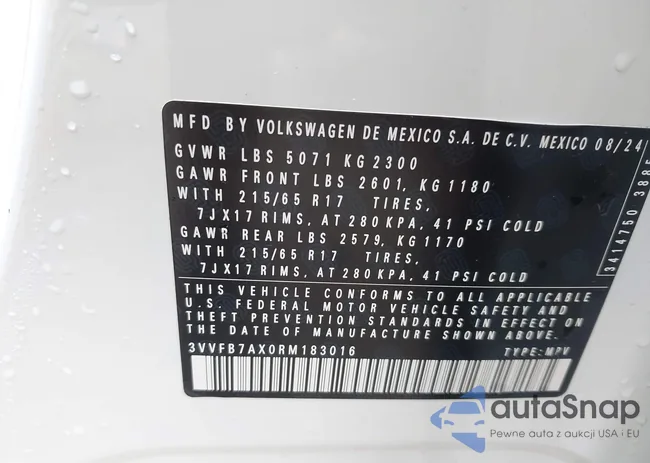 MFD BY VOLKSWAGEN DE MEXICO S.A. DE C.V. MEXICO 08/24
GVWR LBS 5071 KG 2300
GAWR FRONT LBS 2601, KG 1180
WITH 215/65 R17 TIRES,
7JX17 RIMS, AT 280 KPA, 41 PSI COLD
GAWR REAR LBS 2579, KG 1170
WITH 215/65 R17 TIRES,
7JX17 RIMS, AT 280 KPA, 41 PSI COLD
THIS VEHICLE CONFORMS TO ALL APPLICABLE
U.S. FEDERAL MOTOR VEHICLE SAFETY AND
THEFT PREVENTION STANDARDS IN EFFECT ON
THE DATE OF MANUFACTURE SHOWN ABOVE.
3VVFB7AX0RM183016 TYPE:MPV
3414750 3885
autaSnap
Pewne auta z aukcji USA i EU